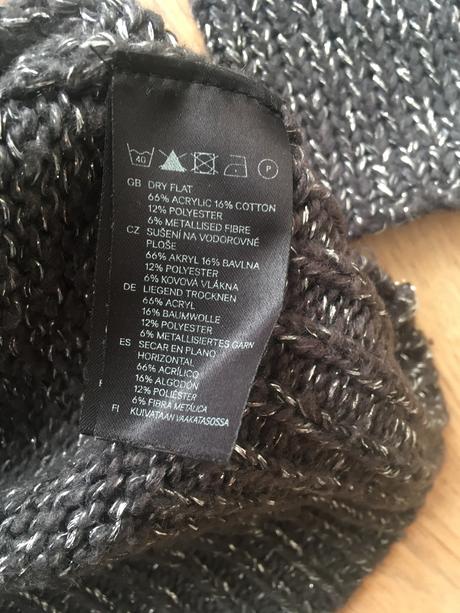 40 P
GB DRY FLAT
66% ACRYLIC 16% COTTON
12% POLYESTER
6% METALLISED FIBRE
CZ SUŠENÍ NA VODOROVNÉ
PLOŠE
66% AKRYL 16% BAVLNA
12% POLYESTER
6% KOVOVÁ VLÁKNA
DE LIEGEND TROCKNEN
66% ACRYL
16% BAUMWOLLE
12% POLYESTER
6% METALLISIERTES GARN
ES SECAR EN PLANO
HORIZONTAL
66% ACRÍLICO
16% ALGODÓN
12% POLIÉSTER
6% FIBRA METÁLICA
FI KUIVATAAN VAAKATASOSSA